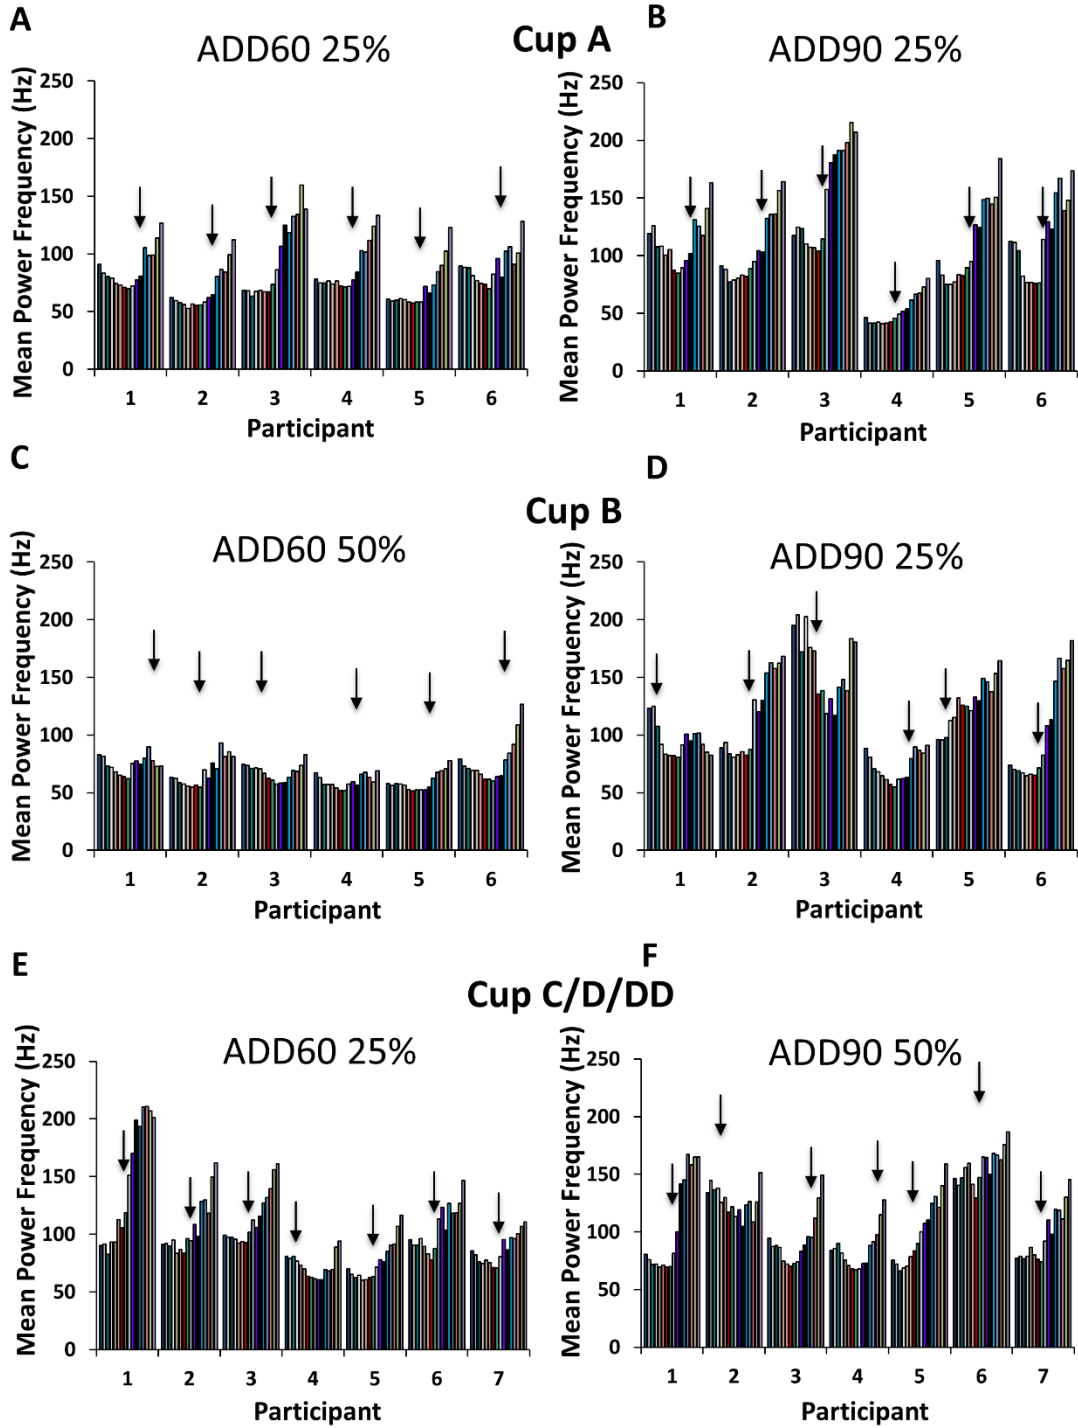 A
B
Cup A
ADD60 25%
ADD90 25%
Mean Power Frequency (Hz)
250
200
150
100
50
0
1 2 3 4 5 6
Participant
Mean Power Frequency (Hz)
250
200
150
100
50
0
1 2 3 4 5 6
Participant
C
D
Cup B
ADD60 50%
ADD90 25%
Mean Power Frequency (Hz)
250
200
150
100
50
0
1 2 3 4 5 6
Participant
Mean Power Frequency (Hz)
250
200
150
100
50
0
1 2 3 4 5 6
Participant
E
F
Cup C/D/DD
ADD60 25%
ADD90 50%
Mean Power Frequency (Hz)
250
200
150
100
50
0
1 2 3 4 5 6 7
Participant
Mean Power Frequency (Hz)
250
200
150
100
50
0
1 2 3 4 5 6 7
Participant